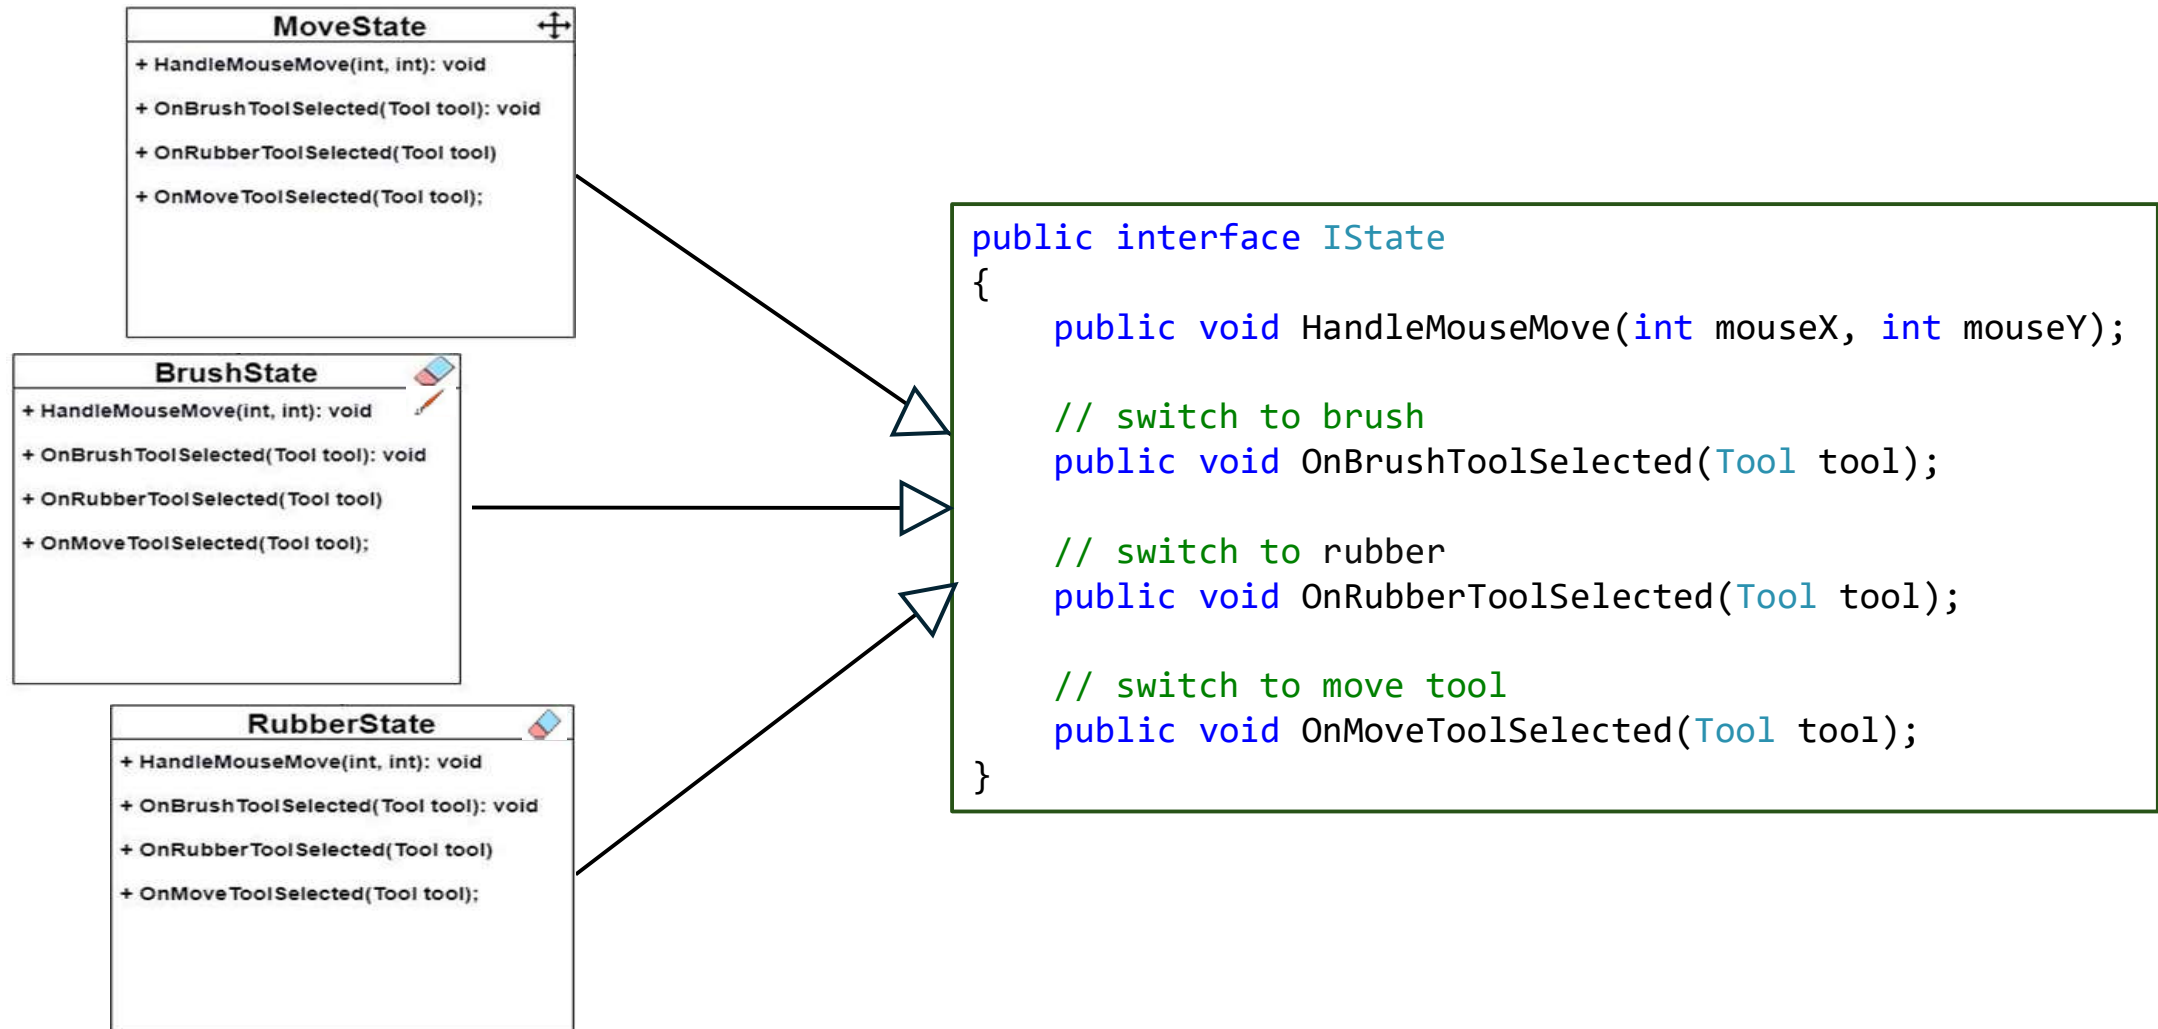 MoveState
+ HandleMouseMove(int, int): void
+ OnBrushToolSelected(Tool tool): void
+ OnRubberToolSelected(Tool tool)
+ OnMoveToolSelected(Tool tool);
BrushState
+ HandleMouseMove(int, int): void
+ OnBrushToolSelected(Tool tool): void
+ OnRubberToolSelected(Tool tool)
+ OnMoveToolSelected(Tool tool);
RubberState
+ HandleMouseMove(int, int): void
+ OnBrushToolSelected(Tool tool): void
+ OnRubberToolSelected(Tool tool)
+ OnMoveToolSelected(Tool tool);
public interface IState
{
public void HandleMouseMove(int mouseX, int mouseY);
// switch to brush
public void OnBrushToolSelected(Tool tool);
// switch to rubber
public void OnRubberToolSelected(Tool tool);
// switch to move tool
public void OnMoveToolSelected(Tool tool);
}